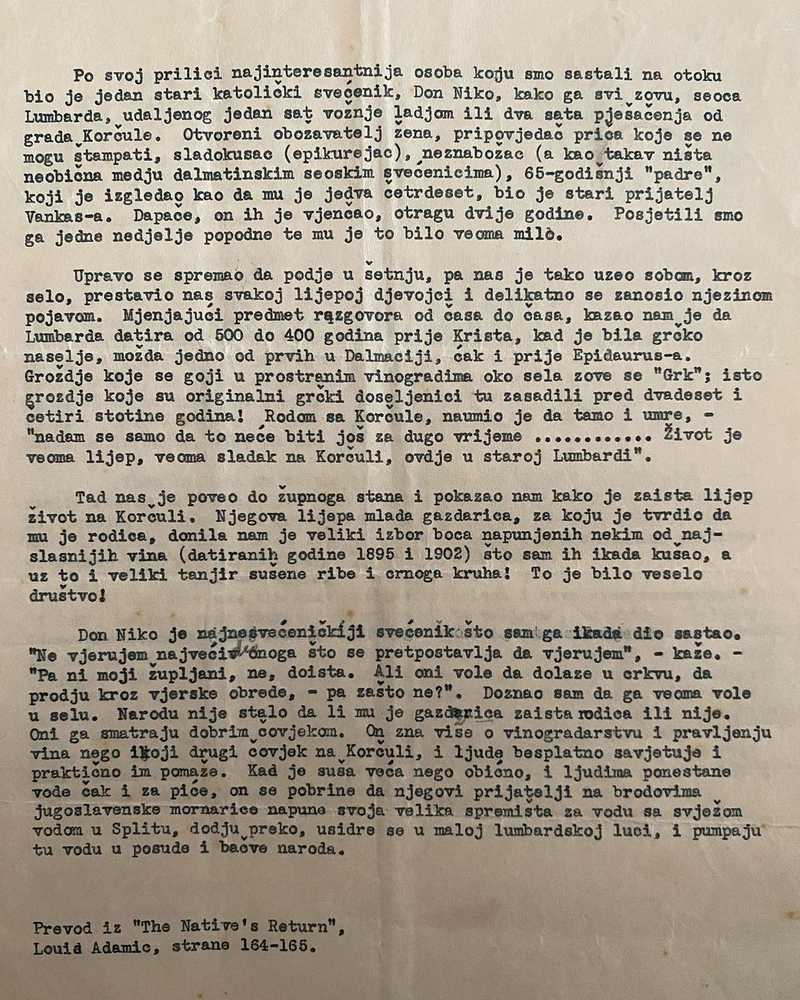 Po svoj prilici najinteresantnija osoba koju smo sastali na otoku
bio je jedan stari katolički svećenik, Don Niko, kako ga svi zovu, seoca
Lumbarda, udaljenog jedan sat vožnje ladjom ili dva sata pješačenja od
grada Korčule. Otvoreni obožavatelj žena, pripovjedač priča koje se ne
mogu štampati, sladokusac (epikurejac), neznabožac (a kao takav ništa
neobična medju dalmatinskim seoskim svećenicima), 65-godišnji "padre",
koji je izgledao kao da mu je jedva četrdeset, bio je stari prijatelj
Vankas-a. Dapače, on ih je vjenčao, otragu dvije godine. Posjetili smo
ga jedne nedjelje popodne te mu je to bilo veoma milo.
Upravo se spremao da podje u šetnju, pa nas je tako uzeo sobom, kroz
selo, prestavio nas svakoj lijepoj djevojci i delikatno se zanosio njezinom
pojavom. Mjenjajući predmet razgovora od časa do časa, kazao nam je da
Lumbarda datira od 500 do 400 godina prije Krista, kad je bila grčko
naselje, možda jedno od prvih u Dalmaciji, čak i prije Epidaurus-a.
Groždje koje se goji u prostranim vinogradima oko sela zove se "Grk"; isto
grozdje koje su originalni grčki doseljenici tu zasadili pred dvadeset i
četiri stotine godina! Rodom sa Korčule, naumio je da tamo i umre, -
"nadam se samo da to neće biti još za dugo vrijeme ............ Život je
veoma lijep, veoma sladak na Korčuli, ovdje u staroj Lumbardi".
Tad nas je poveo do župnoga stana i pokazao nam kako je zaista lijep
život na Korčuli. Njegova lijepa mlada gazdarica, za koju je tvrdio da
mu je rodica, donila nam je veliki izbor boca napunjenih nekim od naj-
slasnijih vina (datiranih godine 1895 i 1902) što sam ih ikada kušao, a
uz to i veliki tanjir sušene ribe i crnoga kruha! To je bilo veselo
društvo!
Don Niko je najnesvećeničkiji svećenik što sam ga ikada dio sastao.
"Ne vjerujem najveći onoga što se pretpostavlja da vjerujem", - kaže. -
"Pa ni moji župljani, ne, doista. Ali oni vole da dolaze u crkvu, da
prodju kroz vjerske obrede, - pa zašto ne?". Doznao sam da ga veoma vole
u selu. Narodu nije stalo da li mu je gazdarica zaista rodica ili nije.
Oni ga smatraju dobrim čovjekom. On zna više o vinogradarstvu i pravljenju
vina nego ikoji drugi čovjek na Korčuli, i ljude besplatno savjetuje i
praktično im pomaže. Kad je suša veća nego obično, i ljudima ponestane
vode čak i za piće, on se pobrine da njegovi prijatelji na brodovima
jugoslavenske mornarice napune svoja velika spremišta za vodu sa svježom
vodom u Splitu, dodju preko, usidre se u maloj lumbardskoj luci, i pumpaju
tu vodu u posude i bačve naroda.
Prevod iz "The Native's Return",
Louid Adamic, strane 164-165.